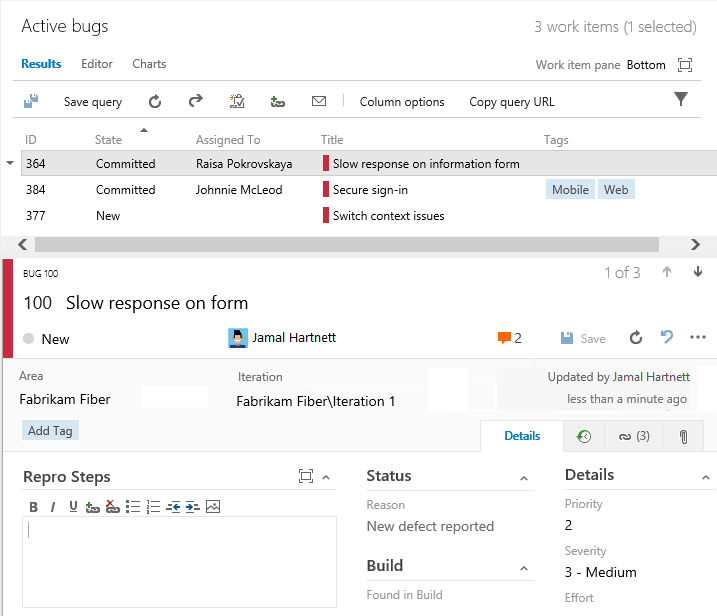 Active bugs 3 work items (1 selected)
Results Editor Charts Work item pane Bottom
Save query Column options Copy query URL
ID State Assigned To Title Tags
364 Committed Raisa Pokrovskaya Slow response on information form
384 Committed Johnnie McLeod Secure sign-in Mobile Web
377 New Switch context issues
BUG 100 1 of 3
100 Slow response on form
New Jamal Hartnett 2 Save
Area Iteration Updated by Jamal Hartnett
Fabrikam Fiber Fabrikam Fiber\Iteration 1 less than a minute ago
Add Tag Details (3)
Repro Steps Status Details
B I U Reason Priority
New defect reported 2
Build Severity
3 - Medium
Found in Build Effort